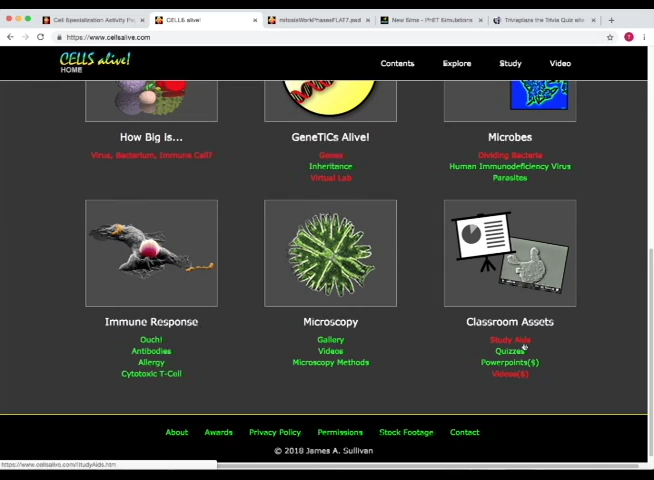 Cell Specialization Activity Po
CELLS alive!
mitosisWorkPhasesFLAT7.psd
New Sims - PhET Simulations
Triviaplaza the Trivia Quiz site
https://www.cellsalive.com
CELLS alive!
HOME
Contents
Explore
Study
Video
How Big is...
GeneTICs Alive!
Microbes
Virus, Bacterium, Immune Cell?
Genes
Dividing Bacteria
Inheritance
Human Immunodeficiency Virus
Virtual Lab
Parasites
Immune Response
Microscopy
Classroom Assets
Ouch!
Gallery
Study Aids
Antibodies
Videos
Quizzes
Allergy
Microscopy Methods
Powerpoints($)
Cytotoxic T-Cell
Videos($)
About
Awards
Privacy Policy
Permissions
Stock Footage
Contact
© 2018 James A. Sullivan
https://www.cellsalive.com/StudyAids.htm